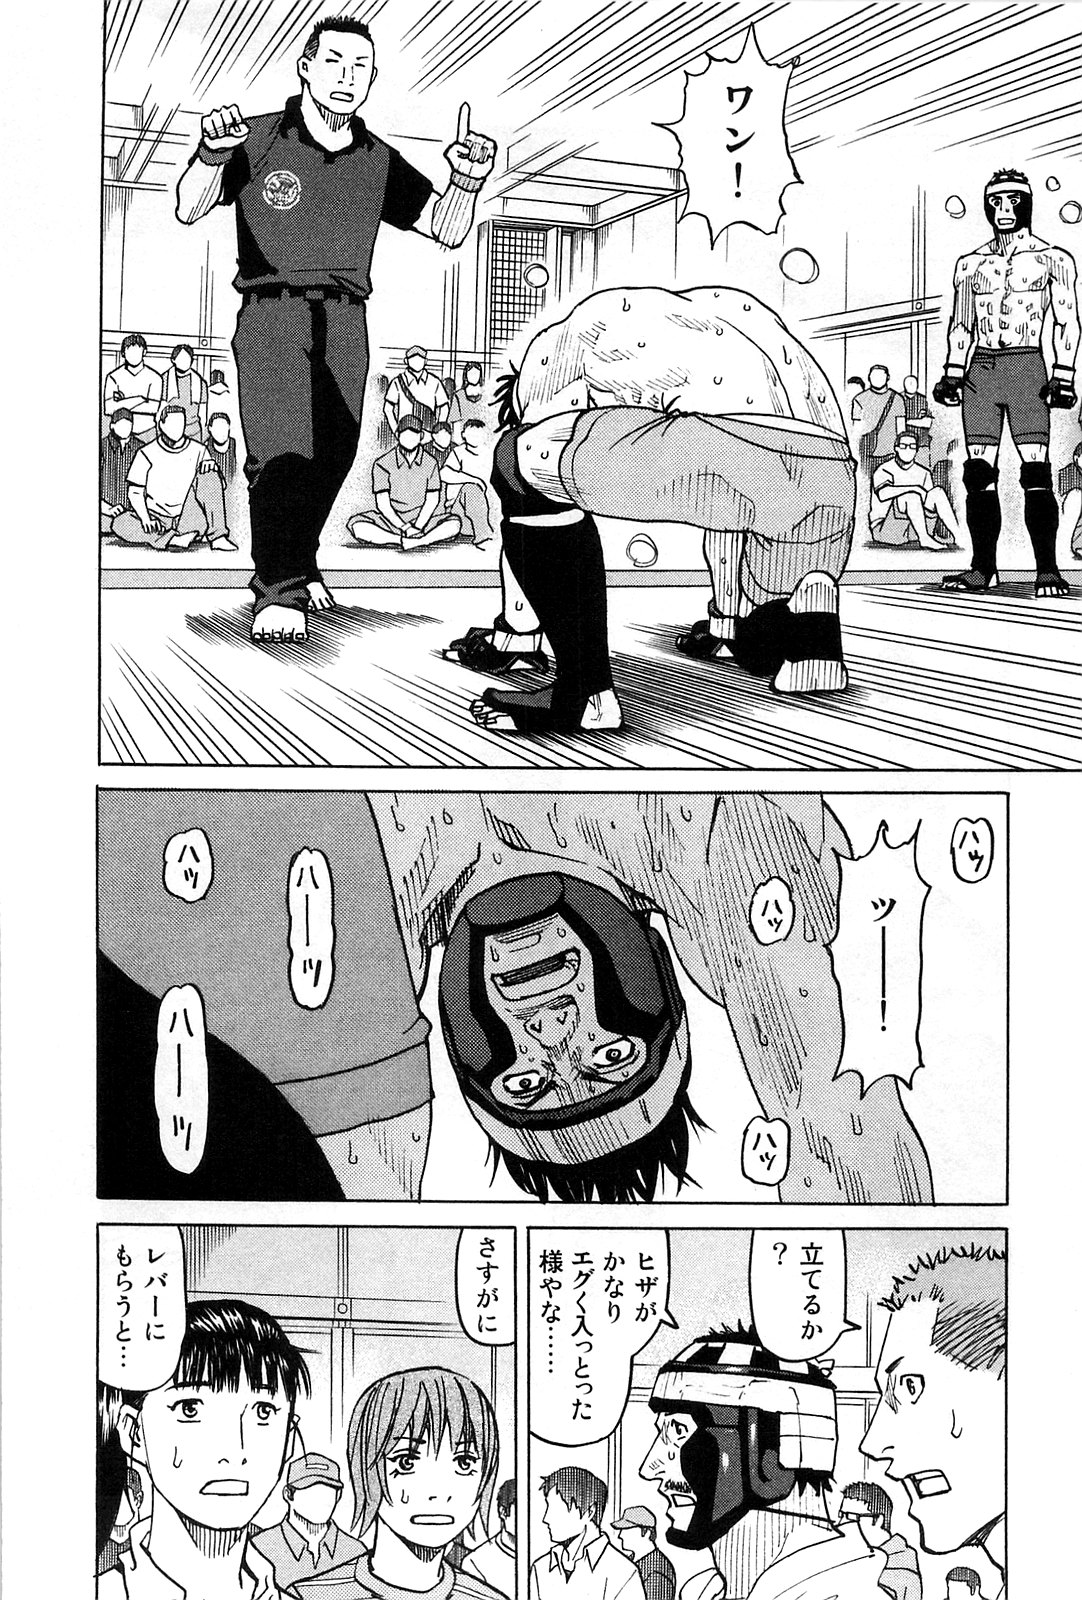 ワン！
ハッ
ツー！
ハッ
ハッ
ハーッ
ハッ
ハーッ
立てるか
？
ヒザが
かなり
エグく入っとった
様やな……
さすがに
レバーに
もらうと…